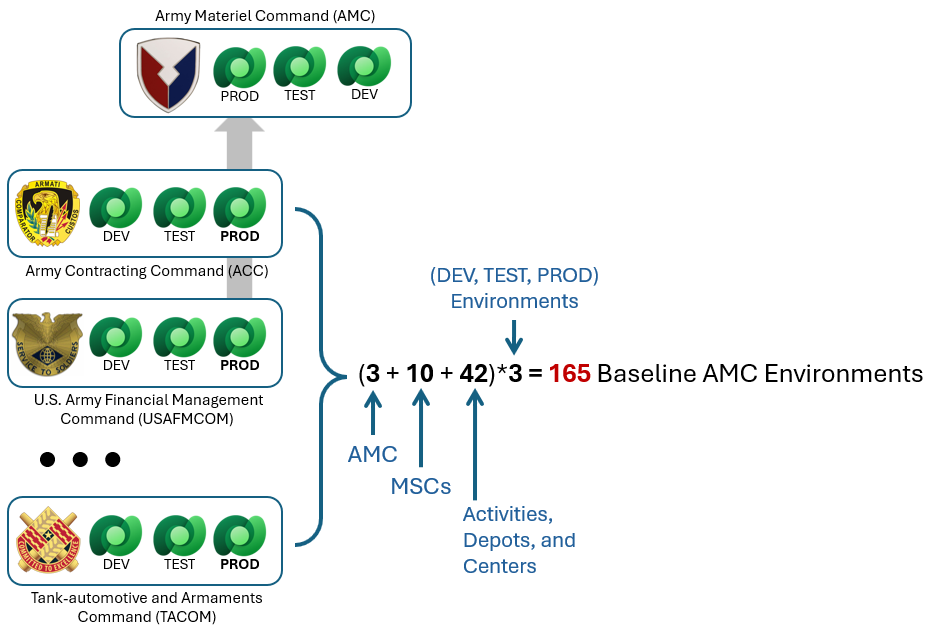 Army Materiel Command (AMC)
PROD
TEST
DEV
ARMATI
COMPARATOR
CUSTOS
DEV
TEST
PROD
Army Contracting Command (ACC)
SERVICE TO SOLDIERS
DEV
TEST
PROD
U.S. Army Financial Management
Command (USAFMCOM)
COMMITTED TO EXCELLENCE
DEV
TEST
PROD
Tank-automotive and Armaments
Command (TACOM)
(DEV, TEST, PROD)
Environments
(3 + 10 + 42)*3 = 165 Baseline AMC Environments
AMC
MSCs
Activities,
Depots, and
Centers